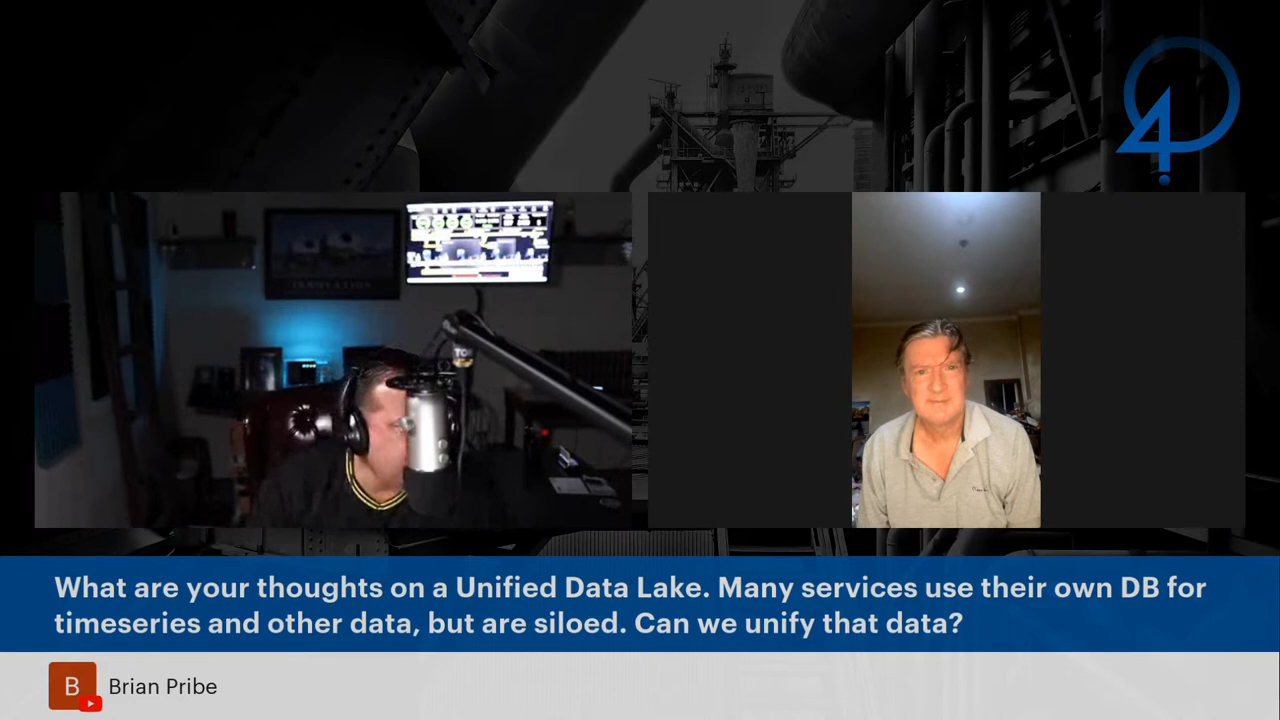 INNOVATION
What are your thoughts on a Unified Data Lake. Many services use their own DB for
timeseries and other data, but are siloed. Can we unify that data?
B
Brian Pribe